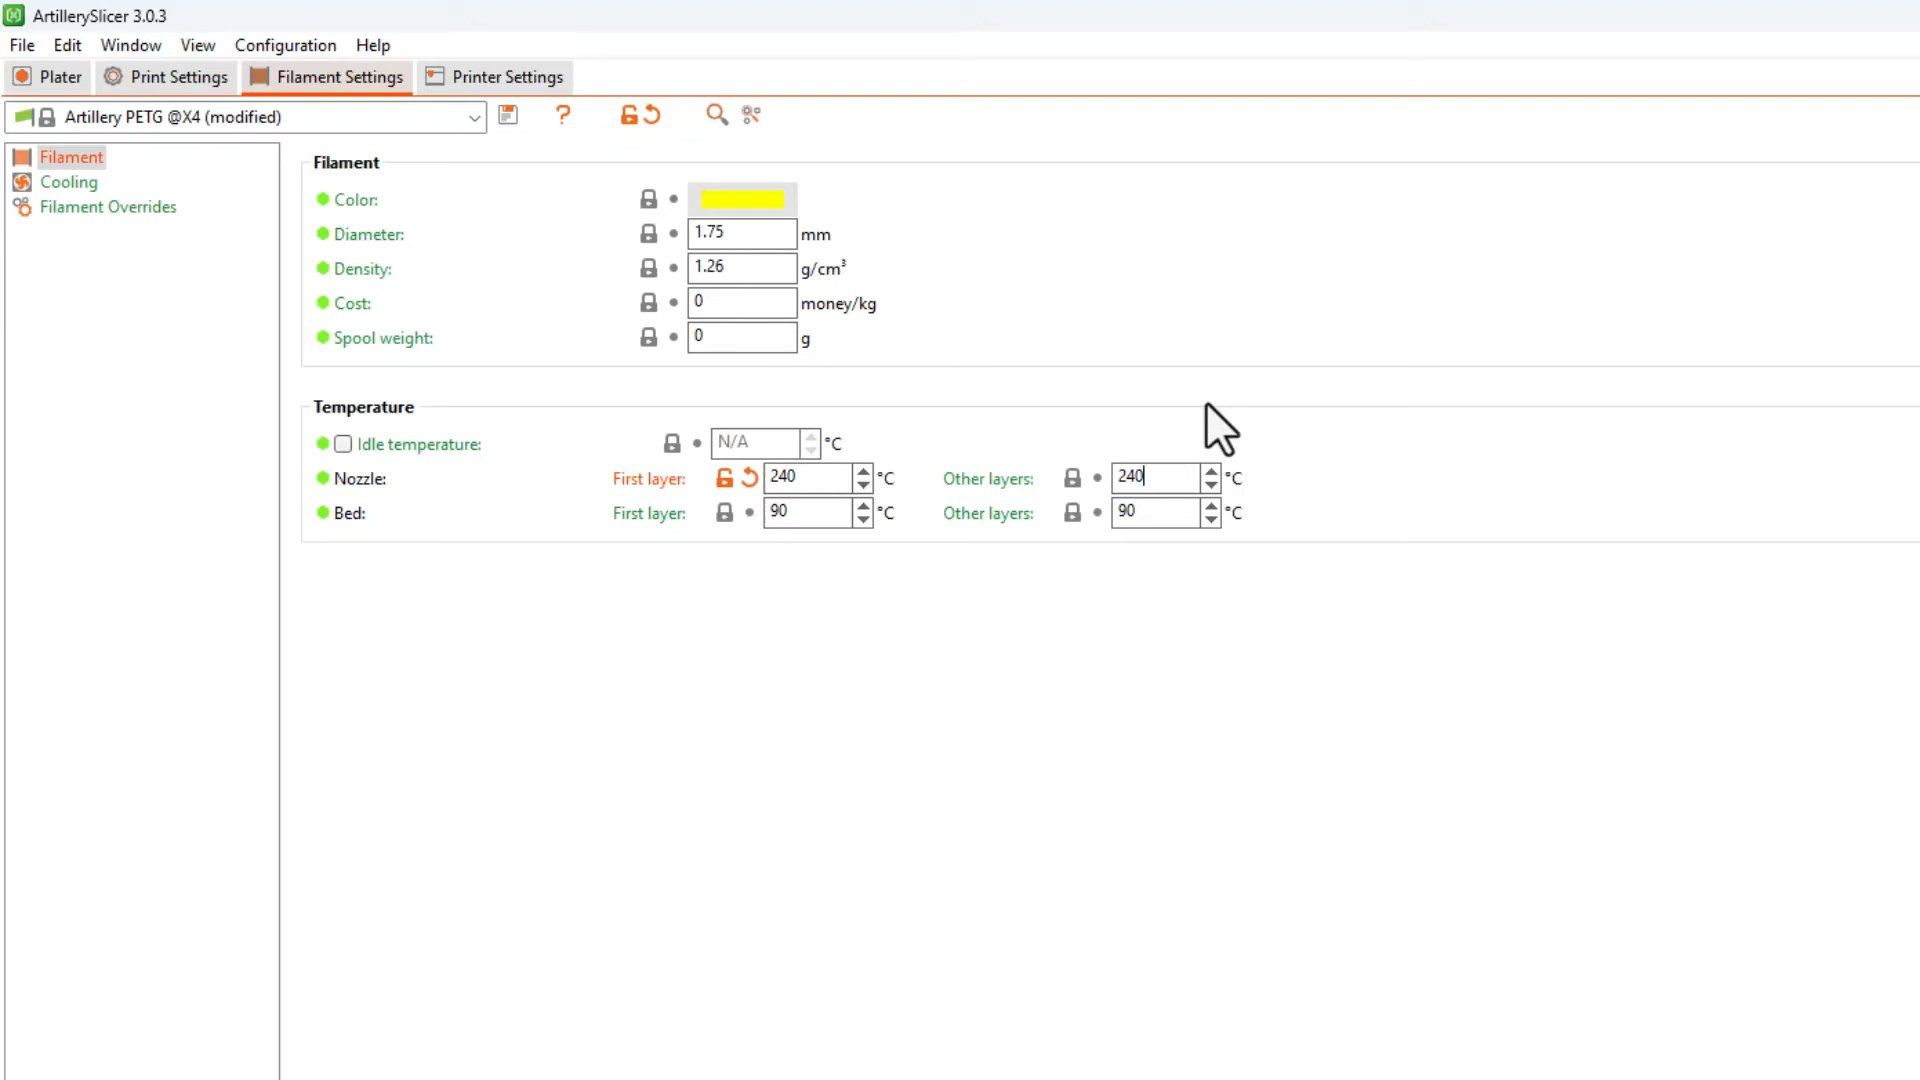 ArtillerySlicer 3.0.3
File Edit Window View Configuration Help
Plater Print Settings Filament Settings Printer Settings
Artillery PETG @X4 (modified) ?
Filament
Cooling
Filament Overrides
Filament
Color:
Diameter: 1.75 mm
Density: 1.26 g/cm³
Cost: 0 money/kg
Spool weight: 0 g
Temperature
Idle temperature: N/A °C
Nozzle: First layer: 240 °C Other layers: 240 °C
Bed: First layer: 90 °C Other layers: 90 °C